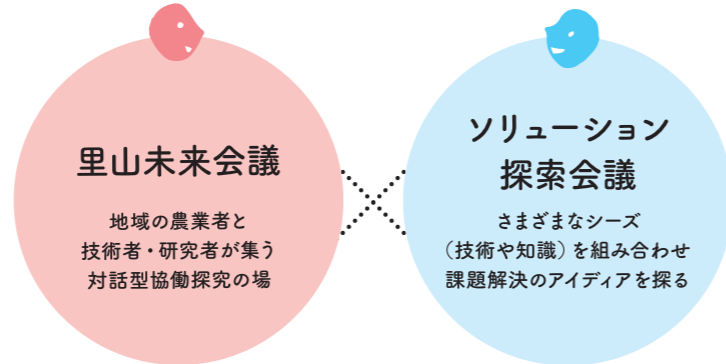 里山未来会議
地域の農業者と
技術者・研究者が集う
対話型協働探究の場
ソリューション
探索会議
さまざまなシーズ
（技術や知識）を組み合わせ
課題解決のアイディアを探る